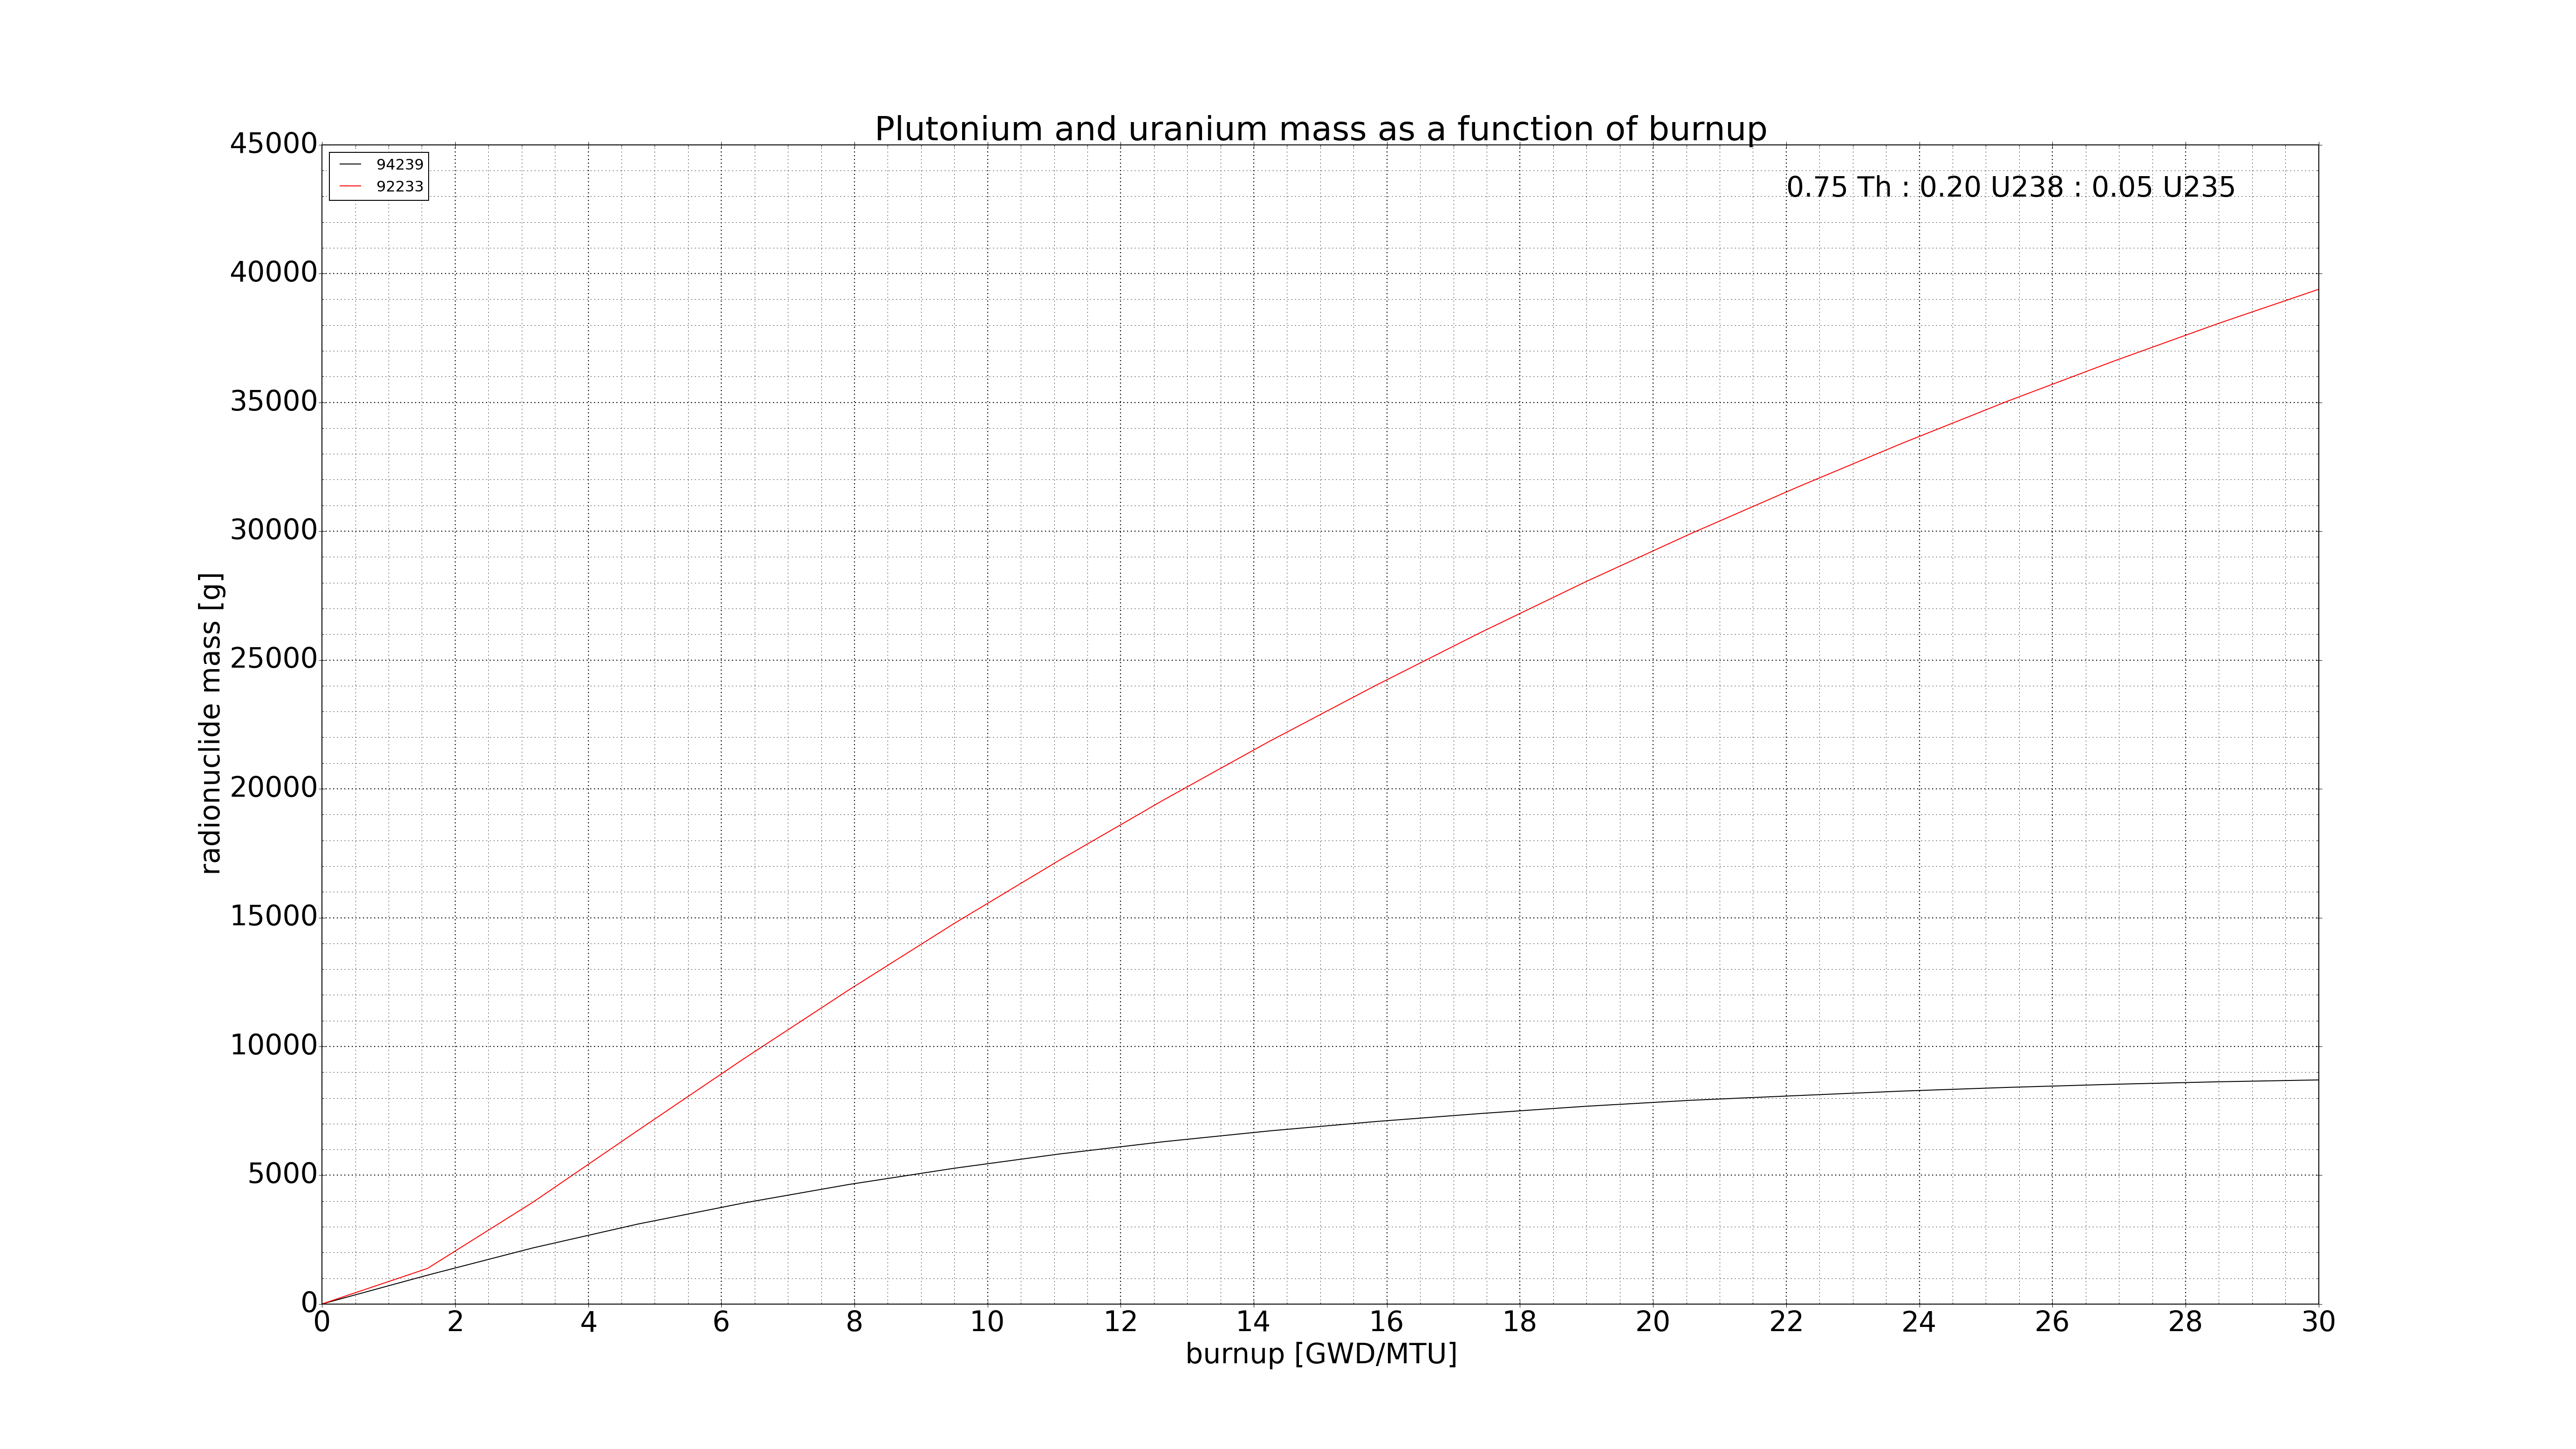 Plutonium and uranium mass as a function of burnup
94239
92233
0.75 Th : 0.20 U238 : 0.05 U235
radionuclide mass [g]
45000
40000
35000
30000
25000
20000
15000
10000
5000
0
0 2 4 6 8 10 12 14 16 18 20 22 24 26 28 30
burnup [GWD/MTU]